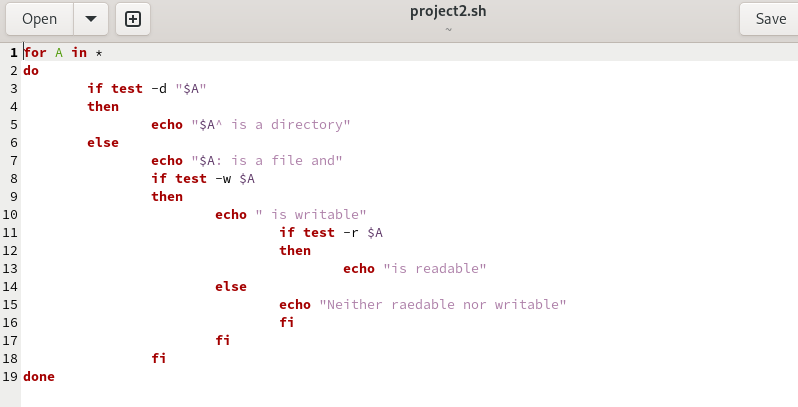 Open
project2.sh
~
Save
1 for A in *
2 do
3         if test -d "$A"
4         then
5                 echo "$A^ is a directory"
6         else
7                 echo "$A: is a file and"
8                 if test -w $A
9                 then
10                         echo " is writable"
11                                 if test -r $A
12                                 then
13                                         echo "is readable"
14                         else
15                                 echo "Neither raedable nor writable"
16                                 fi
17                         fi
18                 fi
19 done